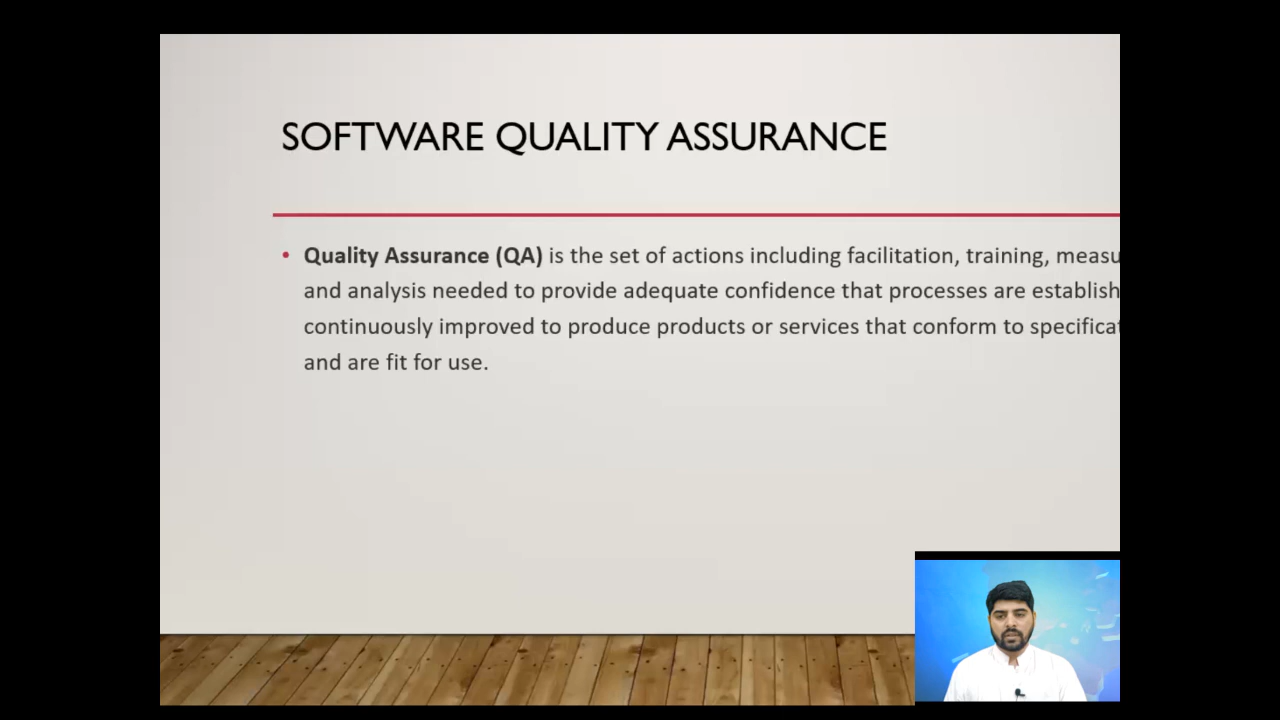 SOFTWARE QUALITY ASSURANCE
• Quality Assurance (QA) is the set of actions including facilitation, training,
and analysis needed to provide adequate confidence that processes are
continuously improved to produce products or services that conform to
and are fit for use.